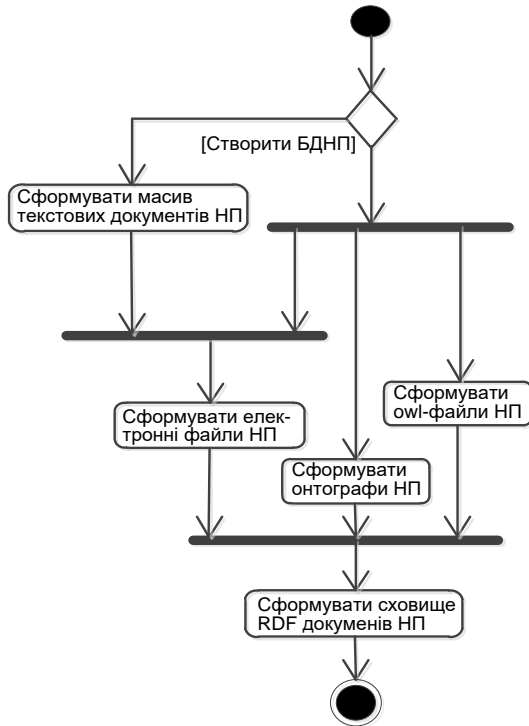 [Створити БДНП]
Сформувати масив
текстових документів НП
Сформувати
owl-файли НП
Сформувати елек-
тронні файли НП
Сформувати
онтографи НП
Сформувати сховище
RDF докуменів НП